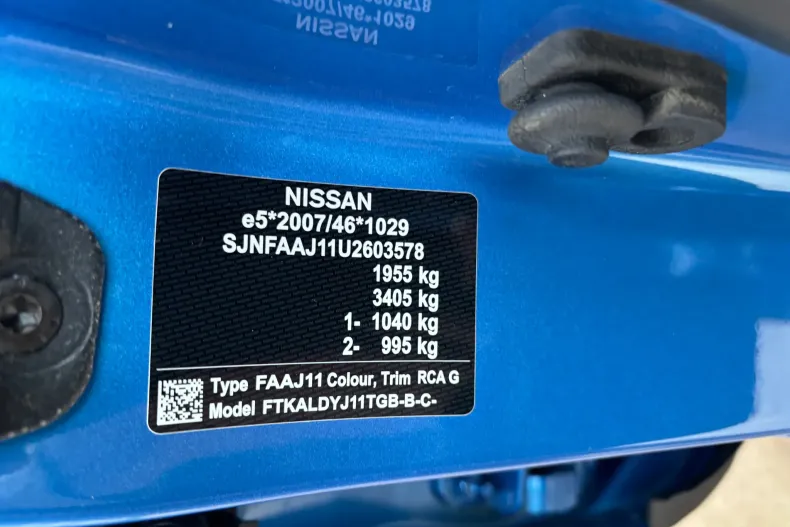 NISSAN
e5*2007/46*1029
SJNFAAJ11U2603578
1955 kg
3405 kg
1- 1040 kg
2- 995 kg
Type FAAJ11 Colour, Trim RCA G
Model FTKALDYJ11TGB-B-C-